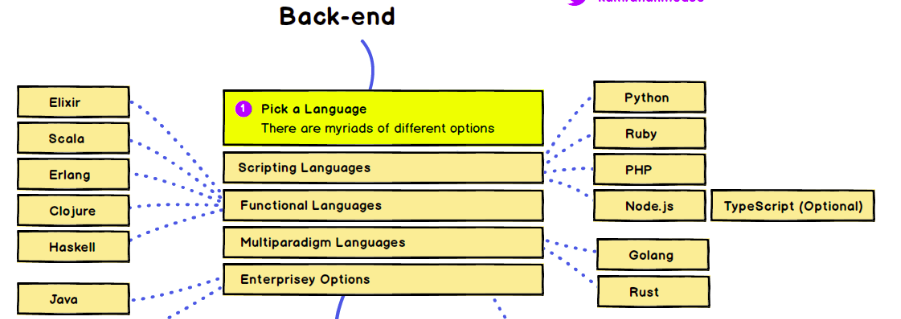 Back-end
1 Pick a Language
There are myriads of different options
Scripting Languages
Functional Languages
Multiparadigm Languages
Enterprisey Options
Elixir
Scala
Erlang
Clojure
Haskell
Java
Python
Ruby
PHP
Node.js
TypeScript (Optional)
Golang
Rust